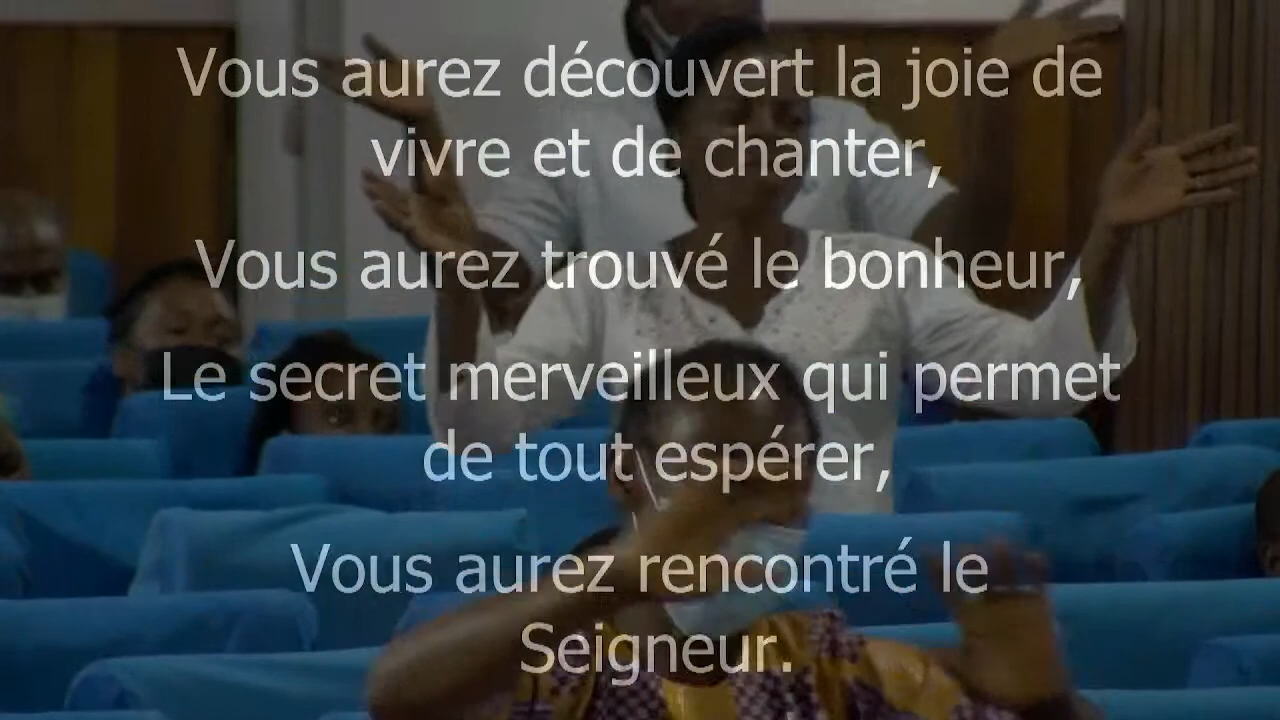 Vous aurez découvert la joie de
vivre et de chanter,
Vous aurez trouvé le bonheur,
Le secret merveilleux qui permet
de tout espérer,
Vous aurez rencontré le
Seigneur.